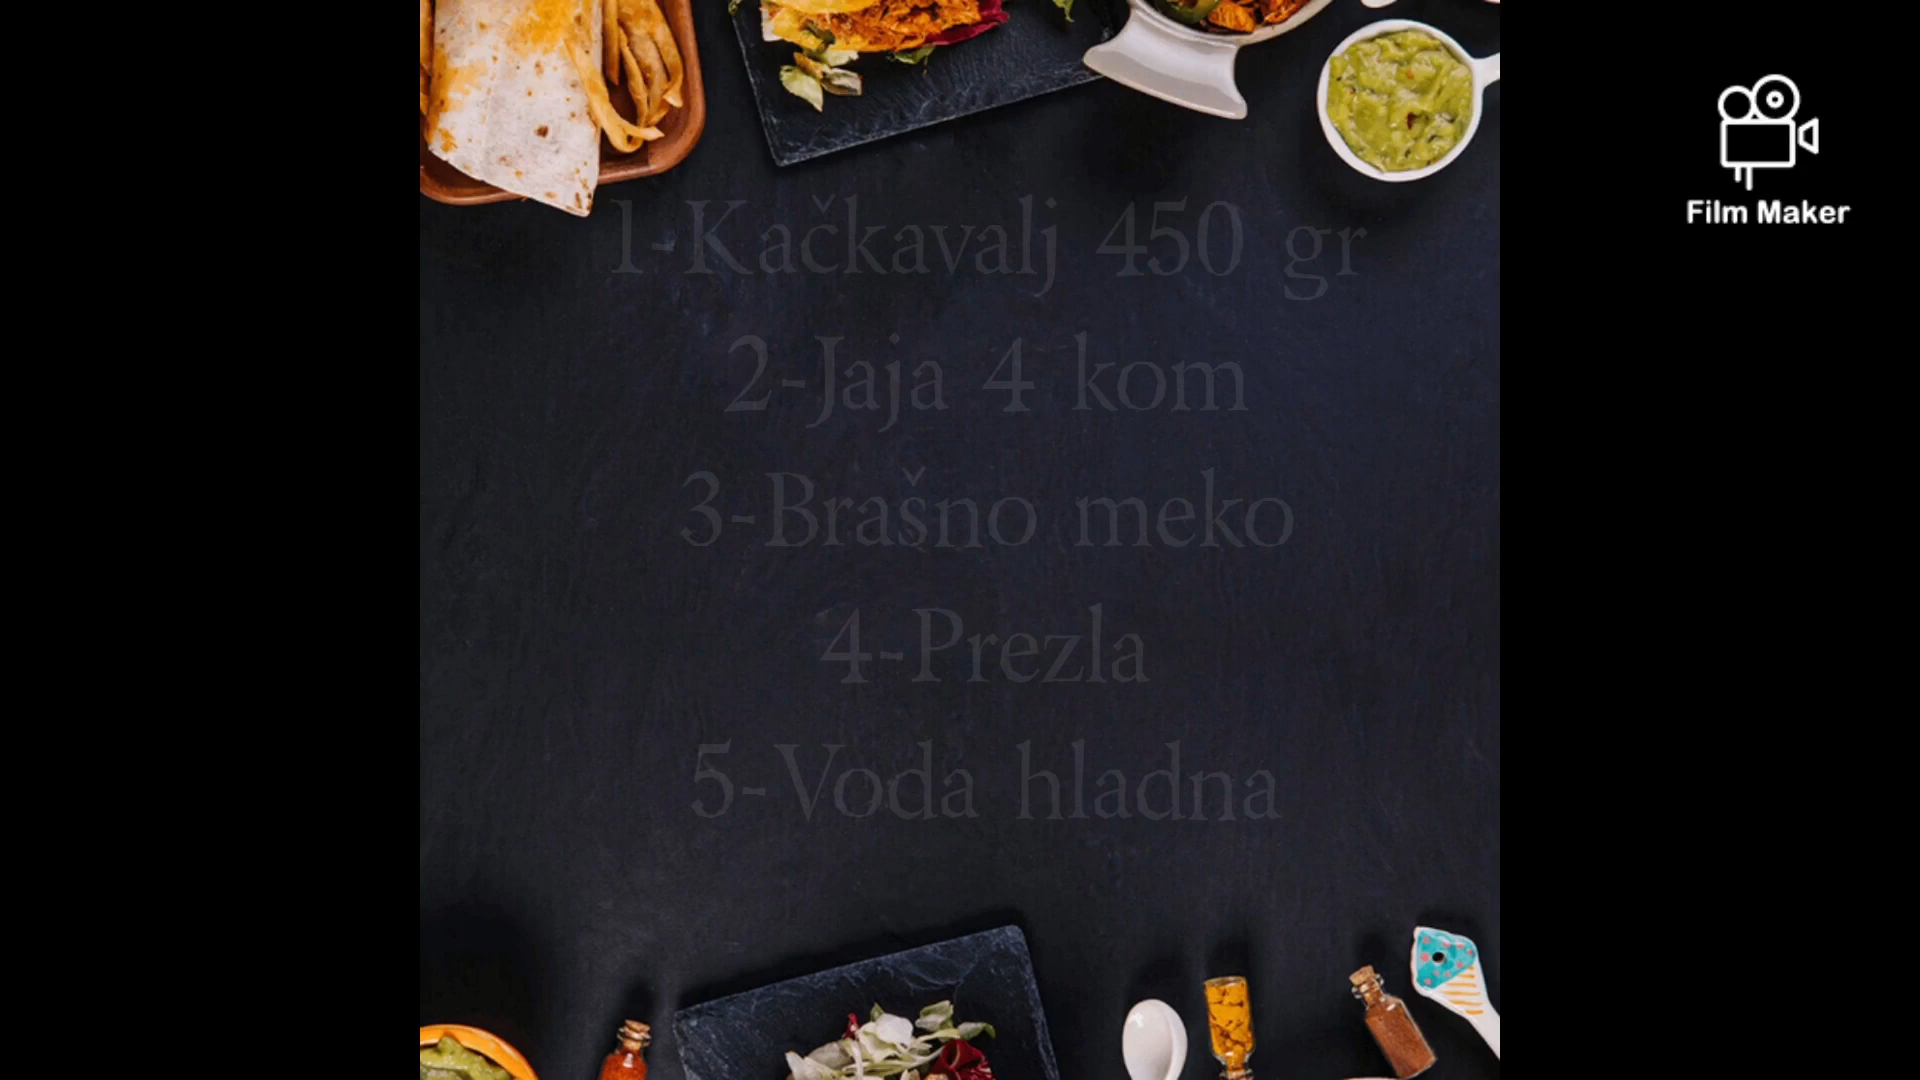 Film Maker
1-Kačkavalj 450 gr
2-Jaja 4 kom
3-Brašno meko
4-Prezla
5-Voda hladna